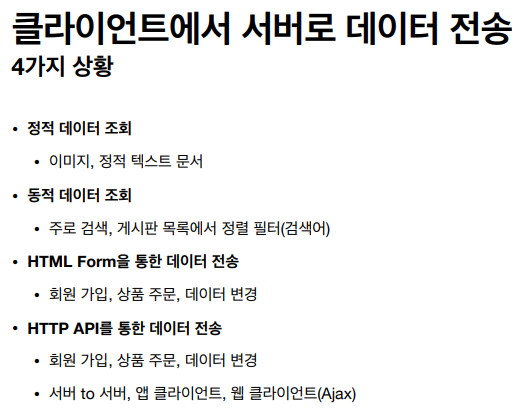 클라이언트에서 서버로 데이터 전송
4가지 상황
• 정적 데이터 조회
• 이미지, 정적 텍스트 문서
• 동적 데이터 조회
• 주로 검색, 게시판 목록에서 정렬 필터(검색어)
• HTML Form을 통한 데이터 전송
• 회원 가입, 상품 주문, 데이터 변경
• HTTP API를 통한 데이터 전송
• 회원 가입, 상품 주문, 데이터 변경
• 서버 to 서버, 앱 클라이언트, 웹 클라이언트(Ajax)